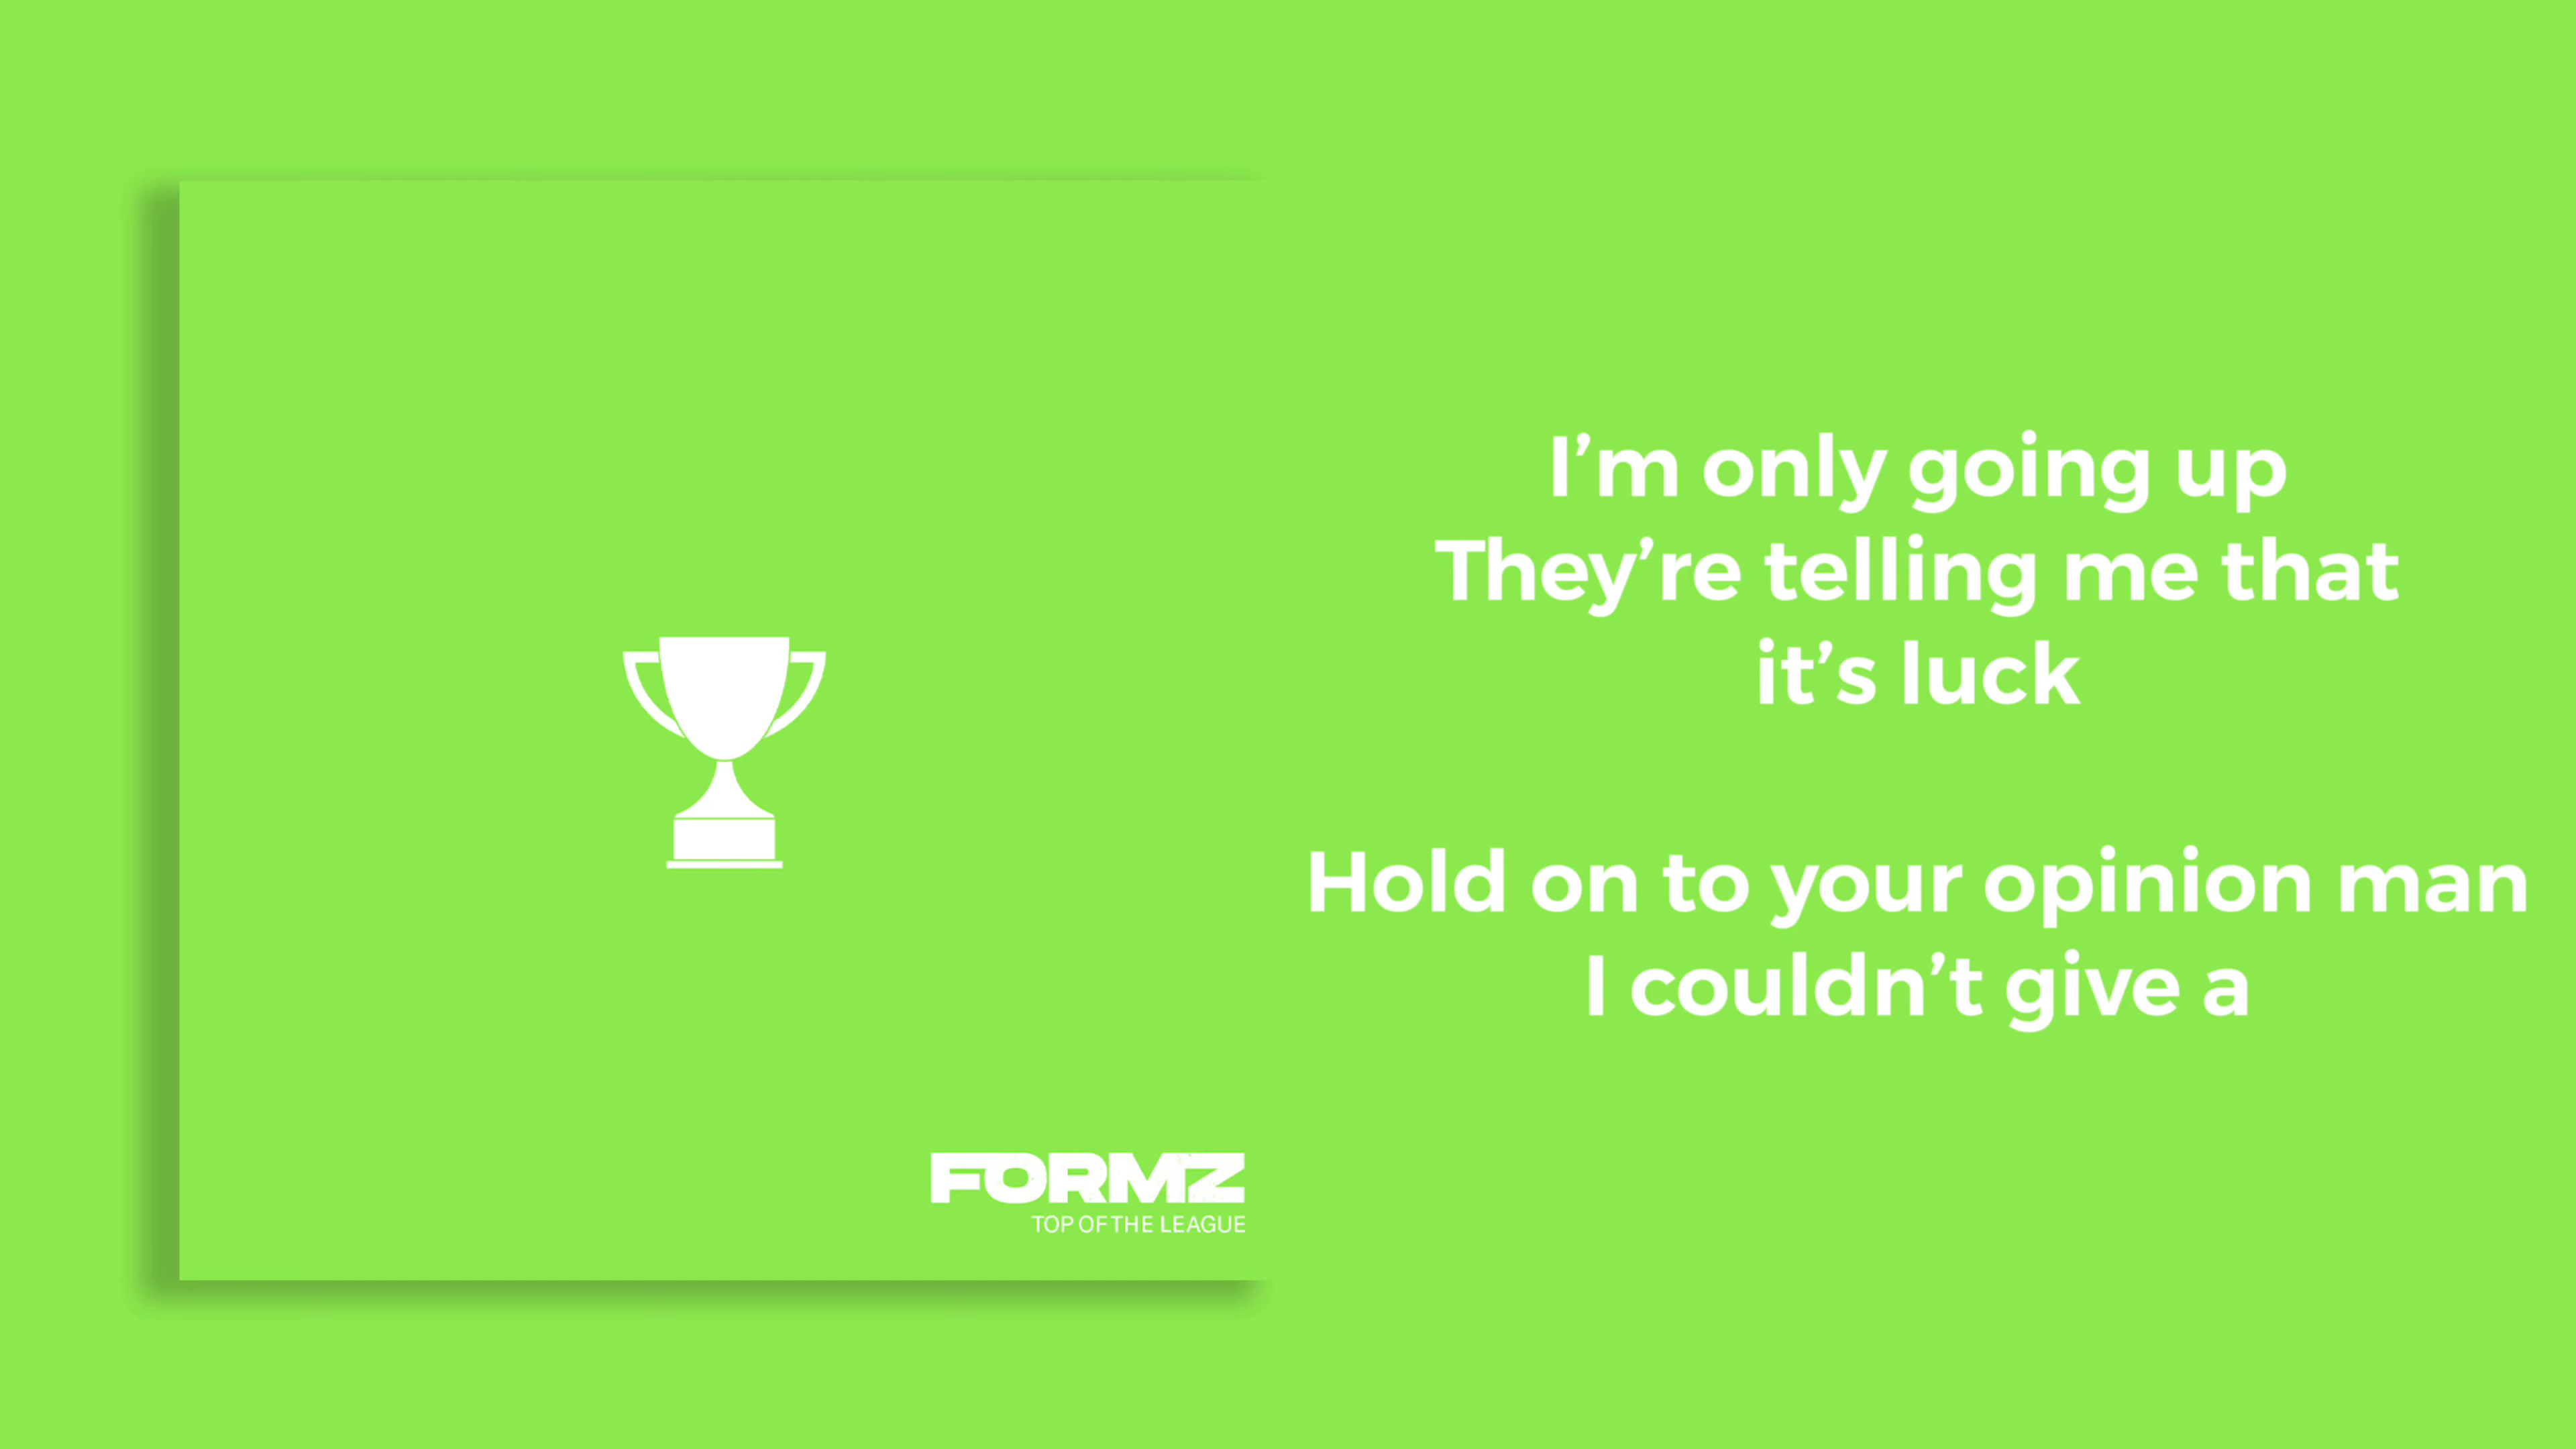 I’m only going up
They’re telling me that
it’s luck
Hold on to your opinion man
I couldn’t give a
FORMZ
TOP OF THE LEAGUE